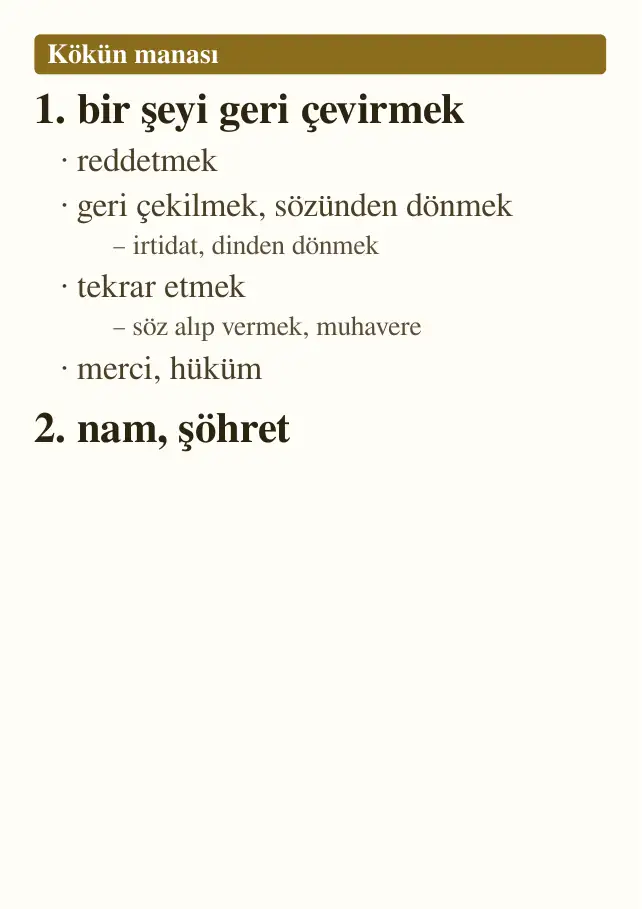 Kökün manası
1. bir şeyi geri çevirmek
· reddetmek
· geri çekilmek, sözünden dönmek
– irtidat, dinden dönmek
· tekrar etmek
– söz alıp vermek, muhavere
· merci, hüküm
2. nam, şöhret